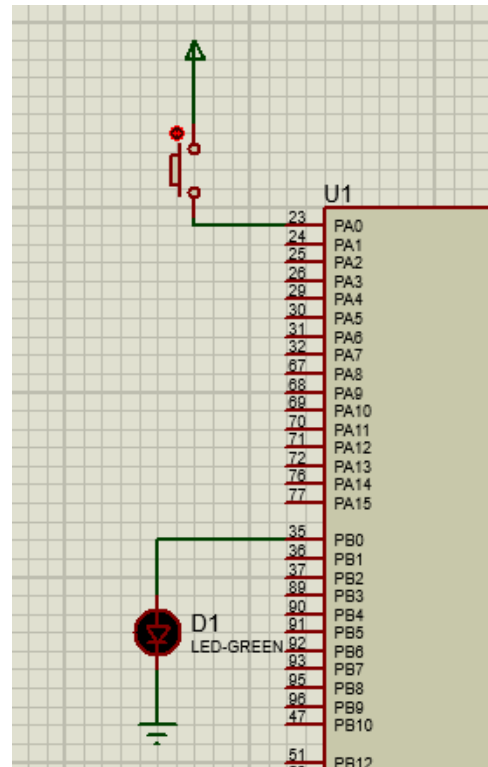 U1
23 PA0
24 PA1
25 PA2
26 PA3
29 PA4
30 PA5
31 PA6
32 PA7
67 PA8
68 PA9
69 PA10
70 PA11
71 PA12
72 PA13
76 PA14
77 PA15
35 PB0
36 PB1
37 PB2
89 PB3
90 PB4
D1 91 PB5
LED-GREEN 92 PB6
93 PB7
95 PB8
96 PB9
47 PB10
51 PB12